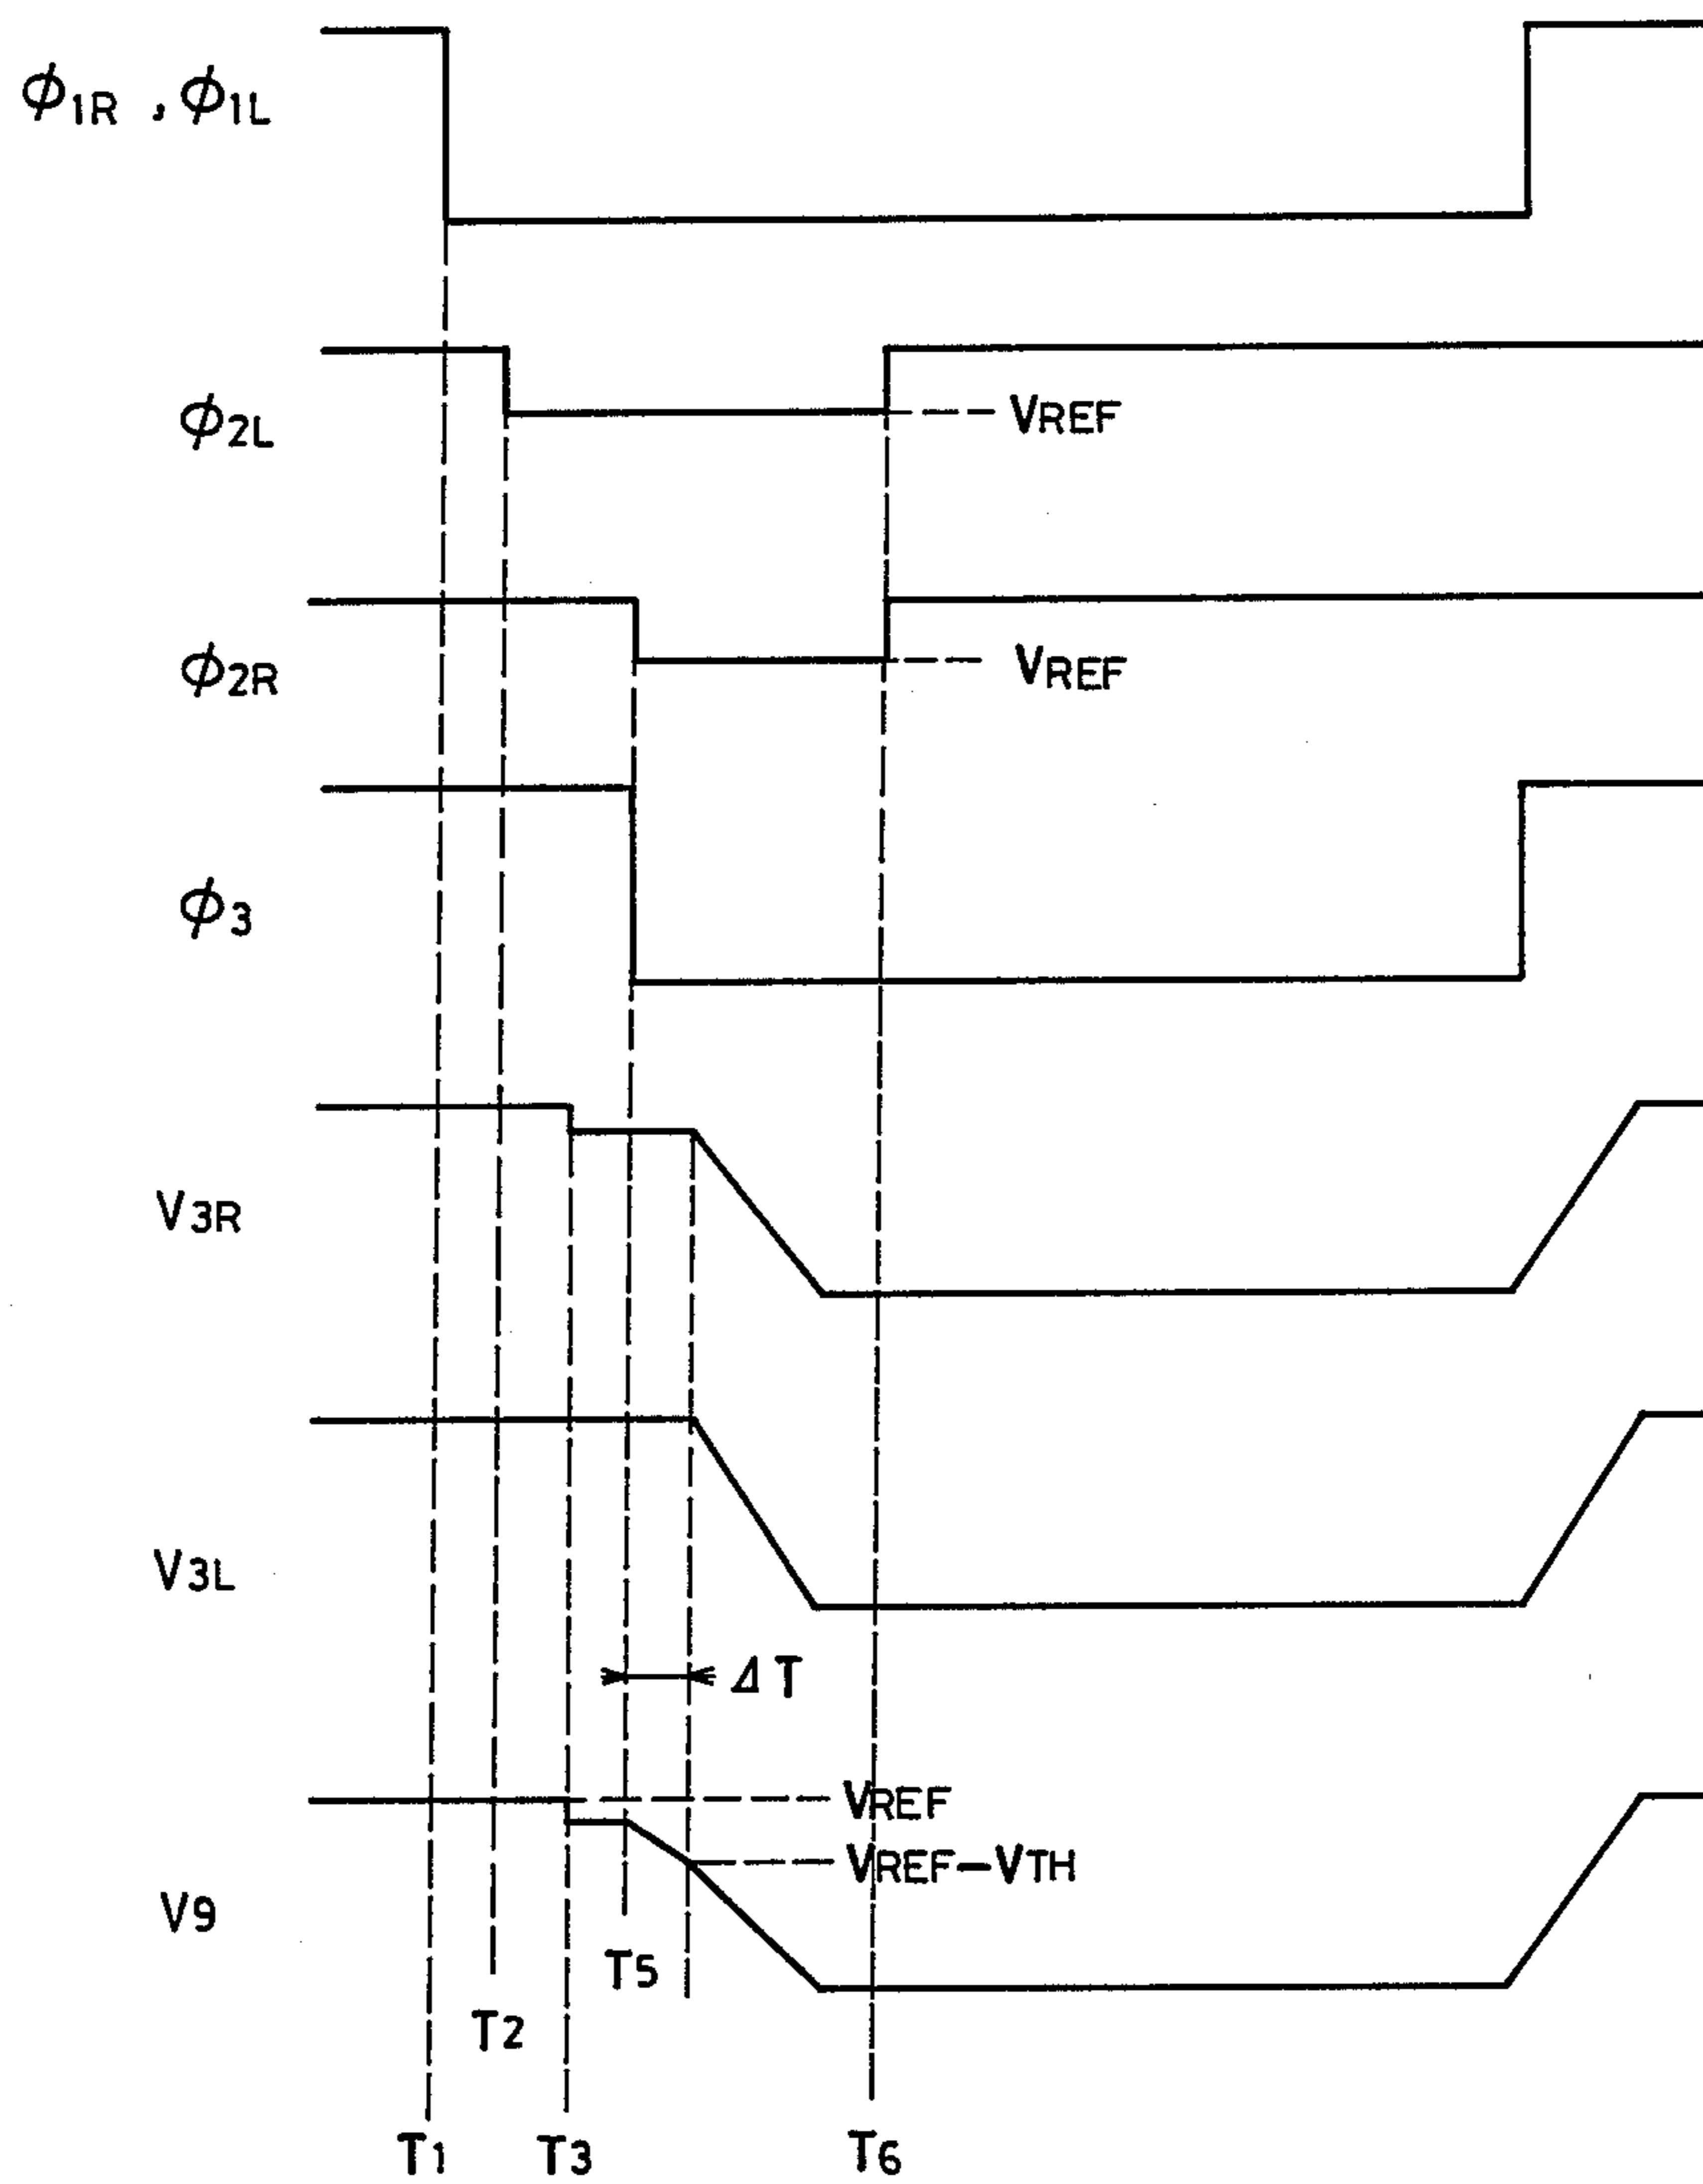 ϕ1R , ϕ1L
ϕ2L
VREF
ϕ2R
VREF
ϕ3
V3R
V3L
ΔT
VREF
VREF-VTH
V9
T5
T2
T1
T3
T6